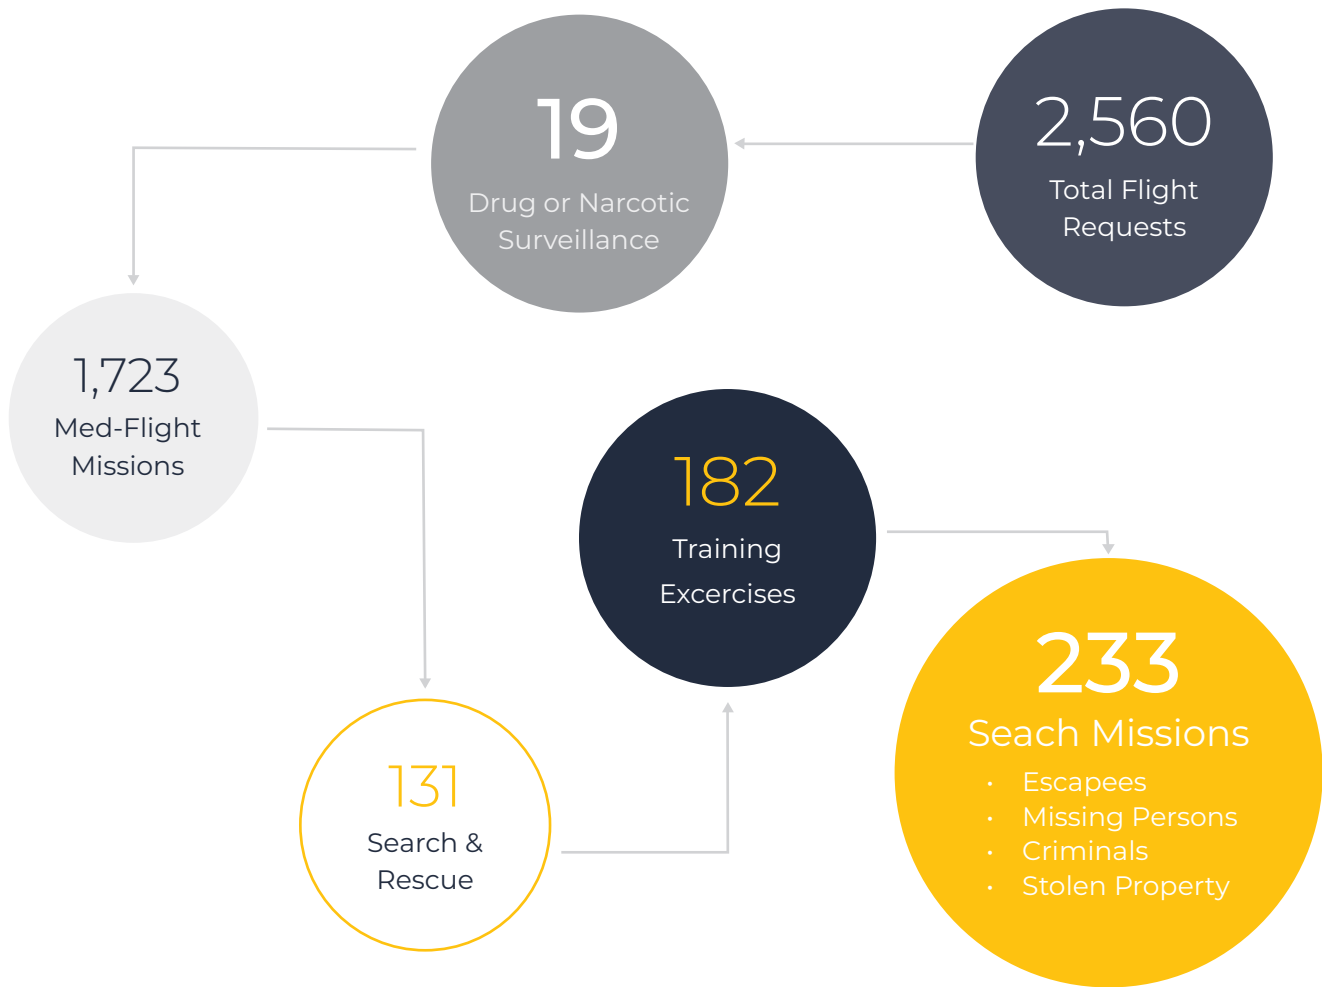 2,560
Total Flight
Requests
19
Drug or Narcotic
Surveillance
1,723
Med-Flight
Missions
131
Search &
Rescue
182
Training
Excercises
233
Seach Missions
• Escapees
• Missing Persons
• Criminals
• Stolen Property